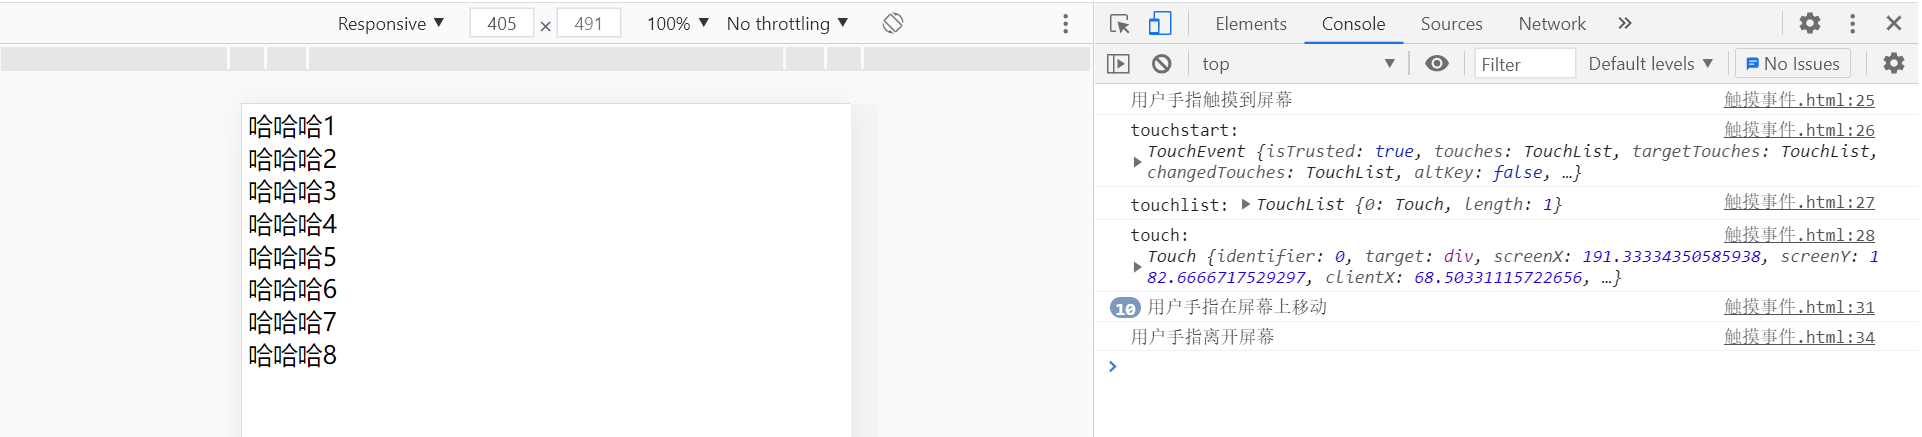 Responsive ▼ 405 × 491 100% ▼ No throttling ▼
Elements Console Sources Network »
top ▼ Filter Default levels ▼ No Issues
哈哈哈1
哈哈哈2
哈哈哈3
哈哈哈4
哈哈哈5
哈哈哈6
哈哈哈7
哈哈哈8
用户手指触摸到屏幕 触摸事件.html:25
touchstart: 触摸事件.html:26
TouchEvent {isTrusted: true, touches: TouchList, targetTouches: TouchList,
changedTouches: TouchList, altKey: false, …}
touchlist: TouchList {0: Touch, length: 1} 触摸事件.html:27
touch: 触摸事件.html:28
Touch {identifier: 0, target: div, screenX: 191.33334350585938, screenY: 1
82.6666717529297, clientX: 68.50331115722656, …}
10 用户手指在屏幕上移动 触摸事件.html:31
用户手指离开屏幕 触摸事件.html:34